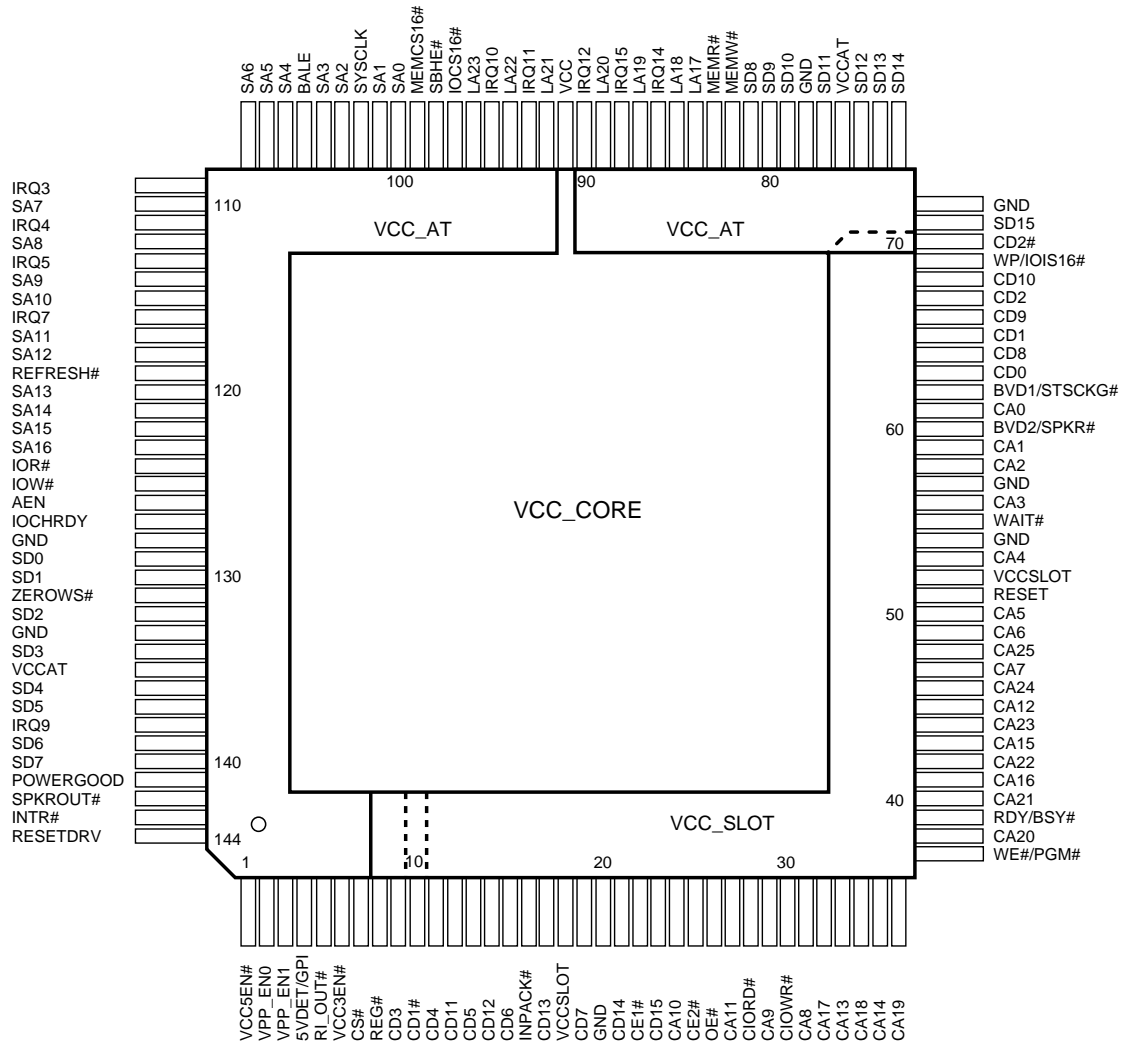 SA6
SA5
SA4
BALE
SA3
SA2
SYSCLK
SA1
SA0
MEMCS16#
SBHE#
IOCS16#
LA23
IRQ10
LA22
IRQ11
LA21
VCC
IRQ12
LA20
IRQ15
LA19
IRQ14
LA18
LA17
MEMR#
MEMW#
SD8
SD9
SD10
GND
SD11
VCCAT
SD12
SD13
SD14
100
90
80
110
VCC_AT
VCC_AT
70
120
60
VCC_CORE
130
50
140
40
144
VCC_SLOT
1
10
20
30
IRQ3
SA7
IRQ4
SA8
IRQ5
SA9
SA10
IRQ7
SA11
SA12
REFRESH#
SA13
SA14
SA15
SA16
IOR#
IOW#
AEN
IOCHRDY
GND
SD0
SD1
ZEROWS#
SD2
GND
SD3
VCCAT
SD4
SD5
IRQ9
SD6
SD7
POWERGOOD
SPKROUT#
INTR#
RESETDRV
GND
SD15
CD2#
WP/IOIS16#
CD10
CD2
CD9
CD1
CD8
CD0
BVD1/STSCKG#
CA0
BVD2/SPKR#
CA1
CA2
GND
CA3
WAIT#
GND
CA4
VCCSLOT
RESET
CA5
CA6
CA25
CA7
CA24
CA12
CA23
CA15
CA22
CA16
CA21
RDY/BSY#
CA20
WE#/PGM#
VCC5EN#
VPP_EN0
VPP_EN1
5VDET/GPI
RI_OUT#
VCC3EN#
CS#
REG#
CD3
CD1#
CD4
CD11
CD5
CD12
CD6
INPACK#
CD13
VCCSLOT
CD7
GND
CD14
CE1#
CD15
CA10
CE2#
OE#
CA11
CIORD#
CA9
CIOWR#
CA8
CA17
CA13
CA18
CA14
CA19